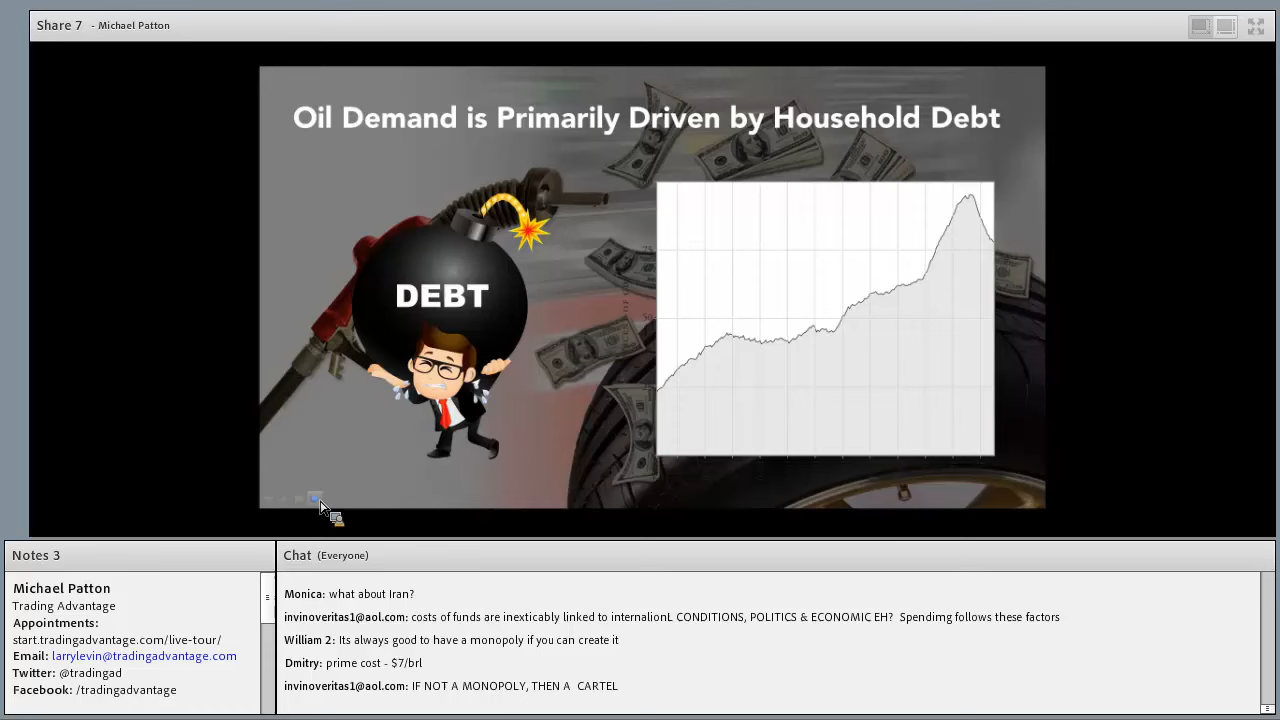 Share 7 - Michael Patton
Oil Demand is Primarily Driven by Household Debt
DEBT
Notes 3
Michael Patton
Trading Advantage
Appointments:
start.tradingadvantage.com/live-tour/
Email: larrylevin@tradingadvantage.com
Twitter: @tradingad
Facebook: /tradingadvantage
Chat (Everyone)
Monica: what about Iran?
invinoveritas1@aol.com: costs of funds are inexticably linked to internalionL CONDITIONS, POLITICS & ECONOMIC EH? Spendimg follows these factors
William 2: Its always good to have a monopoly if you can create it
Dmitry: prime cost - $7/brl
invinoveritas1@aol.com: IF NOT A MONOPOLY, THEN A CARTEL